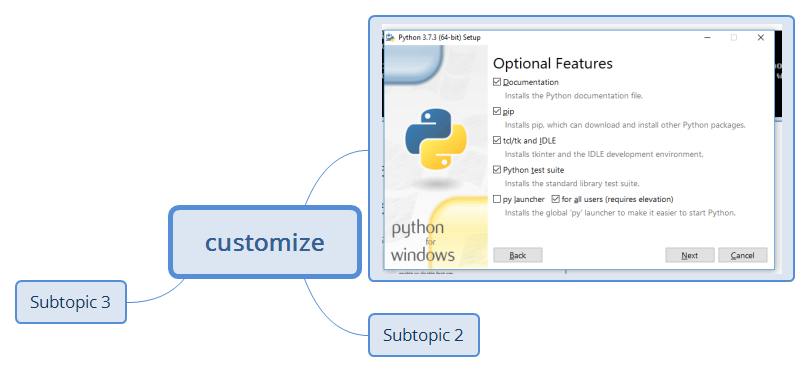 Python 3.7.3 (64-bit) Setup
Optional Features
Documentation
Installs the Python documentation file.
pip
Installs pip, which can download and install other Python packages.
tcl/tk and IDLE
Installs tkinter and the IDLE development environment.
Python test suite
Installs the standard library test suite.
py launcher for all users (requires elevation)
Installs the global 'py' launcher to make it easier to start Python.
python
for
windows
Back
Next
Cancel
customize
Subtopic 3
Subtopic 2